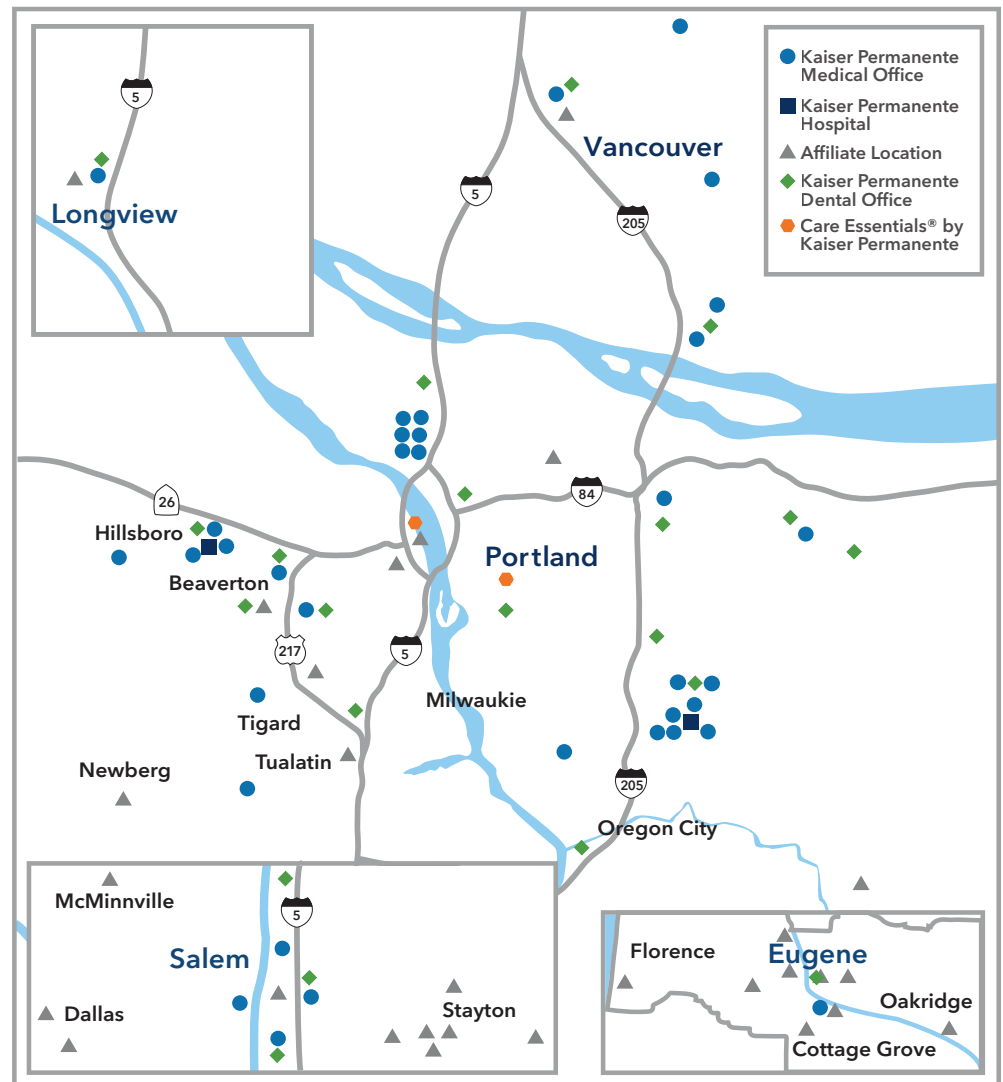 5
Longview
Kaiser Permanente
Medical Office
Kaiser Permanente
Hospital
Affiliate Location
Kaiser Permanente
Dental Office
Care Essentials® by
Kaiser Permanente
Vancouver
5
205
26
84
Hillsboro
Portland
Beaverton
217
5
Milwaukie
Tigard
Tualatin
Newberg
205
Oregon City
McMinnville
5
Salem
Dallas
Stayton
Florence
Eugene
Oakridge
Cottage Grove